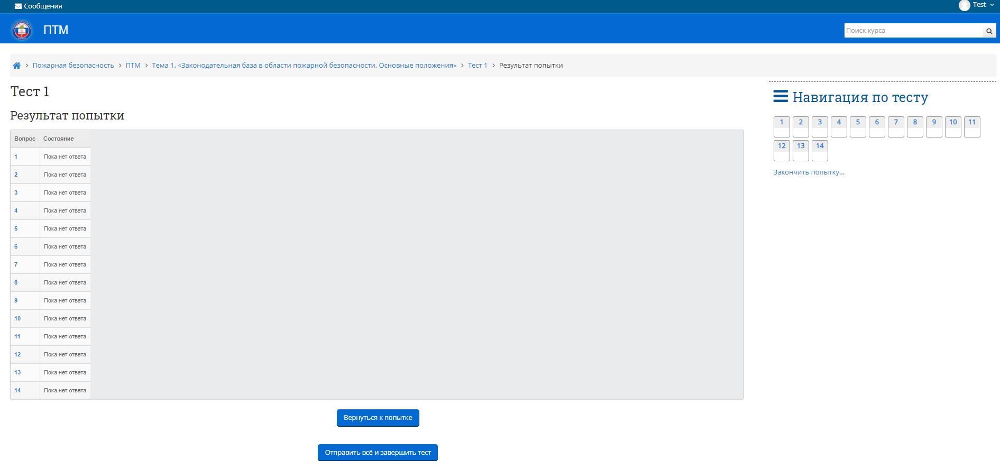 Сообщения
Test
ПТМ
Поиск курса
Пожарная безопасность > ПТМ > Тема 1. «Законодательная база в области пожарной безопасности. Основные положения» > Тест 1 > Результат попытки
Тест 1
Результат попытки
Вопрос Состояние
1 Пока нет ответа
2 Пока нет ответа
3 Пока нет ответа
4 Пока нет ответа
5 Пока нет ответа
6 Пока нет ответа
7 Пока нет ответа
8 Пока нет ответа
9 Пока нет ответа
10 Пока нет ответа
11 Пока нет ответа
12 Пока нет ответа
13 Пока нет ответа
14 Пока нет ответа
Вернуться к попытке
Отправить всё и завершить тест
Навигация по тесту
1 2 3 4 5 6 7 8 9 10 11
12 13 14
Закончить попытку...